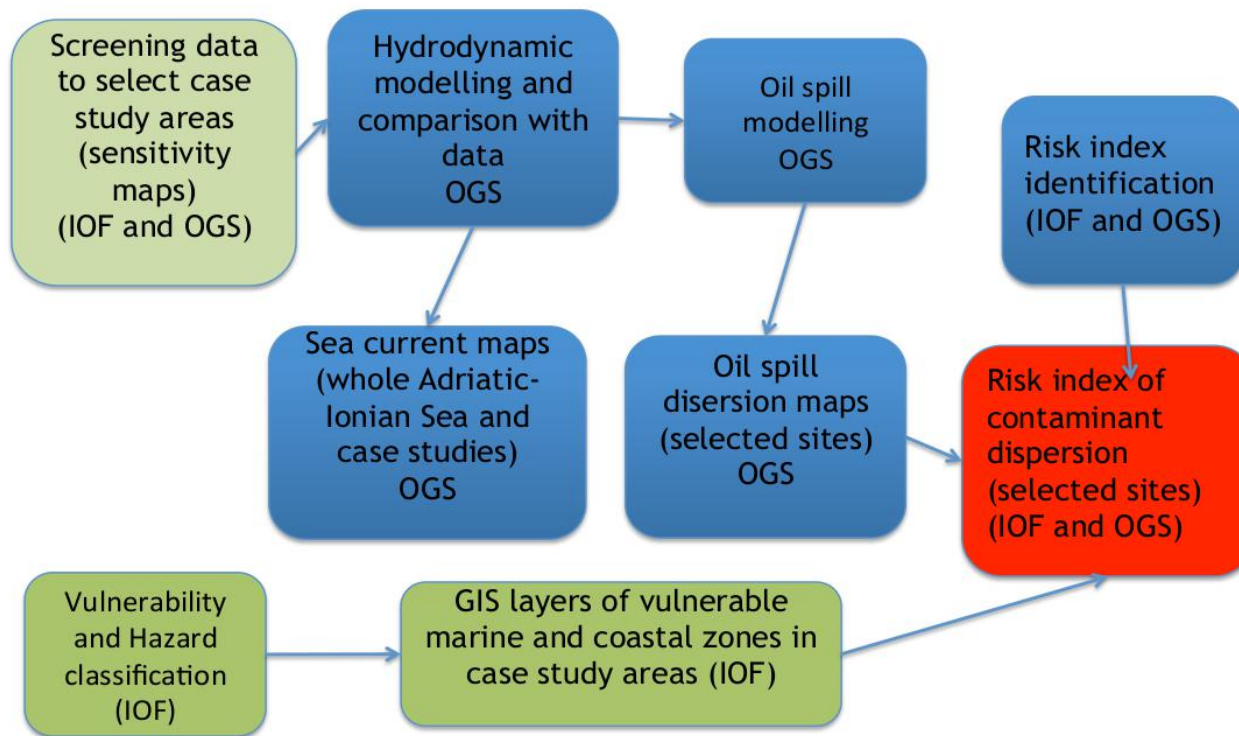 Screening data
to select case
study areas
(sensitivity
maps)
(IOF and OGS)
Hydrodynamic
modelling and
comparison with
data
OGS
Oil spill
modelling
OGS
Risk index
identification
(IOF and OGS)
Sea current maps
(whole Adriatic-
Ionian Sea and
case studies)
OGS
Oil spill
disersion maps
(selected sites)
OGS
Risk index of
contaminant
dispersion
(selected sites)
(IOF and OGS)
Vulnerability
and Hazard
classification
(IOF)
GIS layers of vulnerable
marine and coastal zones in
case study areas (IOF)